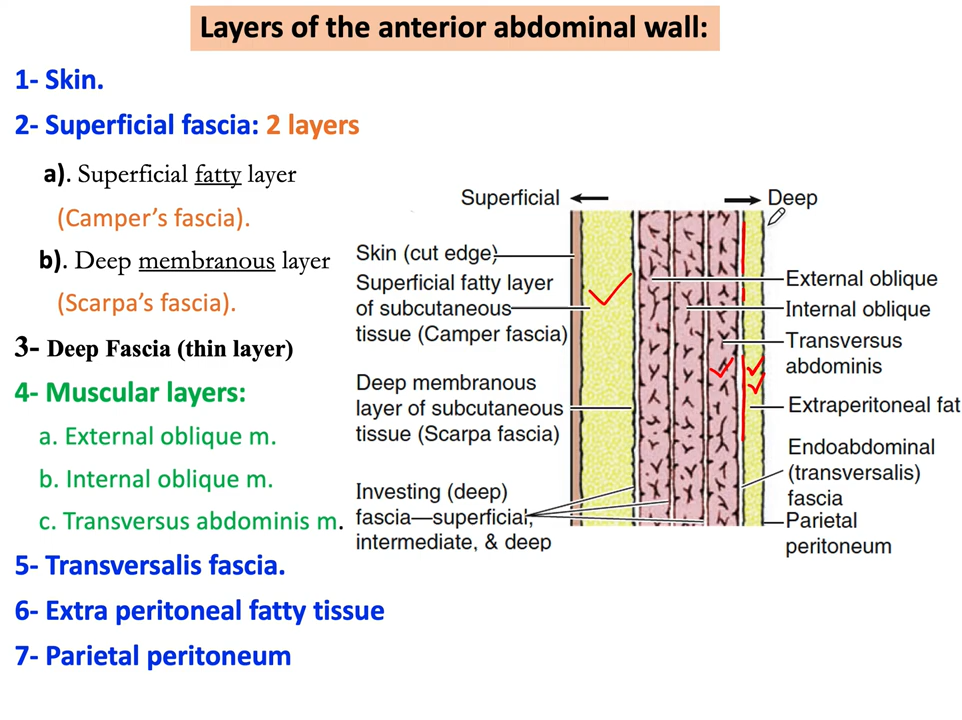 Layers of the anterior abdominal wall:
1- Skin.
2- Superficial fascia: 2 layers
a). Superficial fatty layer
(Camper’s fascia).
b). Deep membranous layer
(Scarpa’s fascia).
3- Deep Fascia (thin layer)
4- Muscular layers:
a. External oblique m.
b. Internal oblique m.
c. Transversus abdominis m.
5- Transversalis fascia.
6- Extra peritoneal fatty tissue
7- Parietal peritoneum
Superficial
Deep
Skin (cut edge)
Superficial fatty layer
of subcutaneous
tissue (Camper fascia)
Deep membranous
layer of subcutaneous
tissue (Scarpa fascia)
Investing (deep)
fascia—superficial,
intermediate, & deep
External oblique
Internal oblique
Transversus
abdominis
Extraperitoneal fat
Endoabdominal
(transversalis)
fascia
Parietal
peritoneum